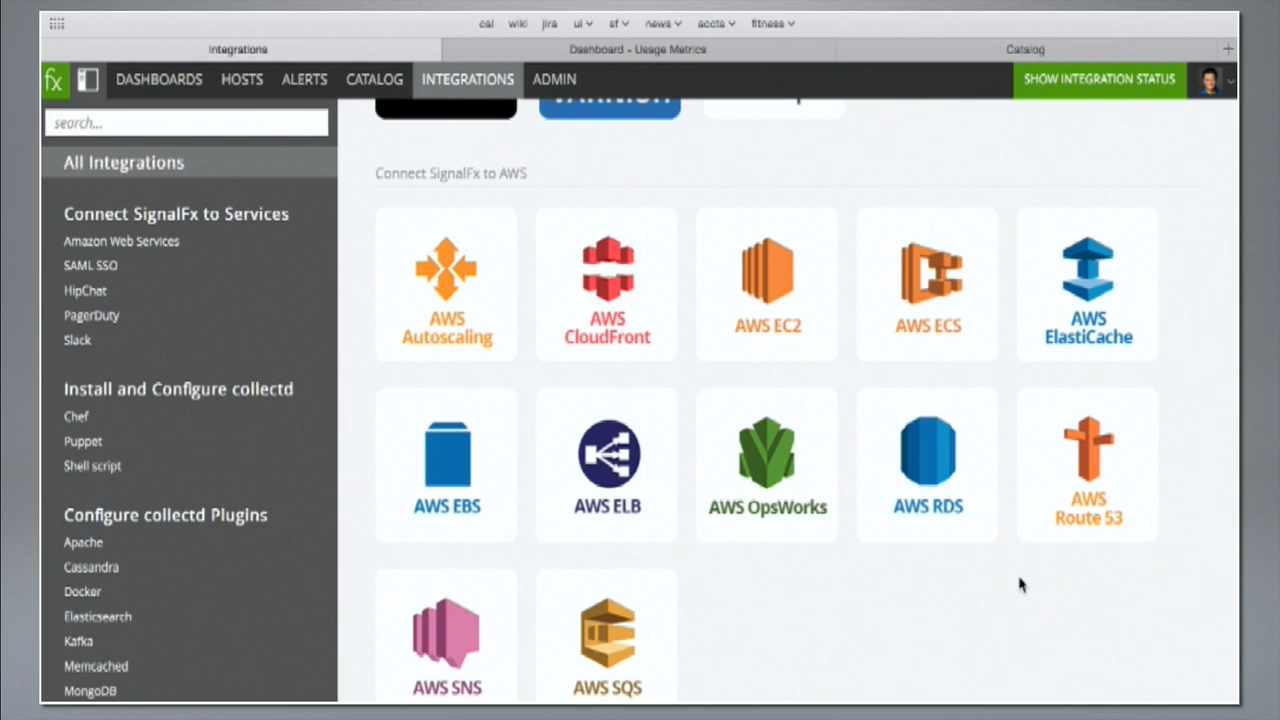 cal wiki jira ui sf news accts fitness
Integrations
Dashboard - Usage Metrics
Catalog
fx
DASHBOARDS
HOSTS
ALERTS
CATALOG
INTEGRATIONS
ADMIN
SHOW INTEGRATION STATUS
search...
All Integrations
Connect SignalFx to Services
Amazon Web Services
SAML SSO
HipChat
PagerDuty
Slack
Install and Configure collectd
Chef
Puppet
Shell script
Configure collectd Plugins
Apache
Cassandra
Docker
Elasticsearch
Kafka
Memcached
MongoDB
VARNISH
Connect SignalFx to AWS
AWS
Autoscaling
AWS
CloudFront
AWS EC2
AWS ECS
AWS
ElastiCache
AWS EBS
AWS ELB
AWS OpsWorks
AWS RDS
AWS
Route 53
AWS SNS
AWS SQS